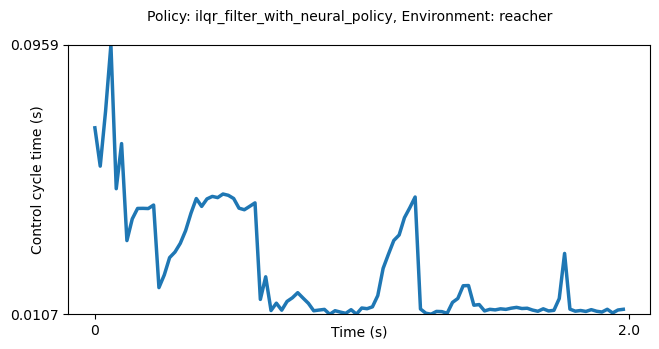 Policy: ilqr_filter_with_neural_policy, Environment: reacher
0.0959
Control cycle time (s)
0.0107
0
Time (s)
2.0